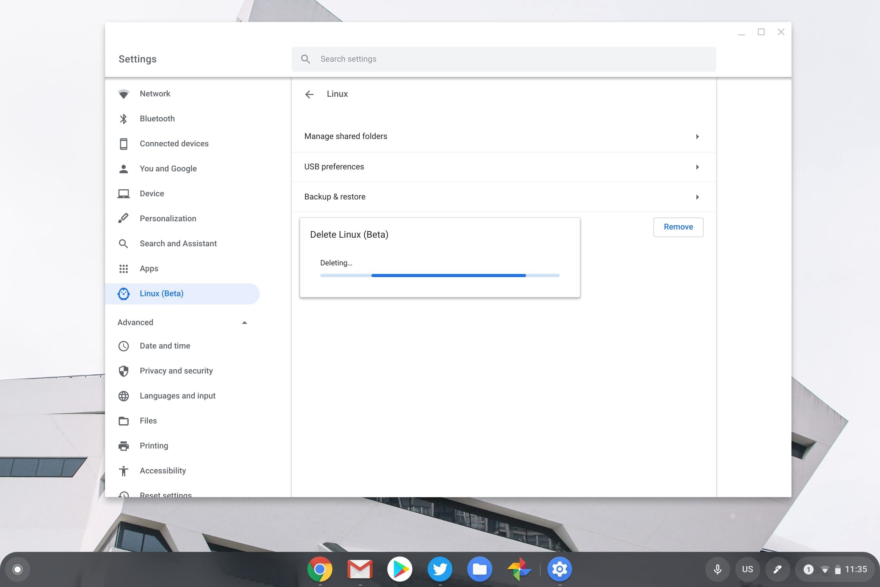 Settings
Search settings
Network
Bluetooth
Connected devices
You and Google
Device
Personalization
Search and Assistant
Apps
Linux (Beta)
Advanced
Date and time
Privacy and security
Languages and input
Files
Printing
Accessibility
Reset settings
Linux
Manage shared folders
USB preferences
Backup & restore
Remove
Delete Linux (Beta)
Deleting...
US
1
11:35